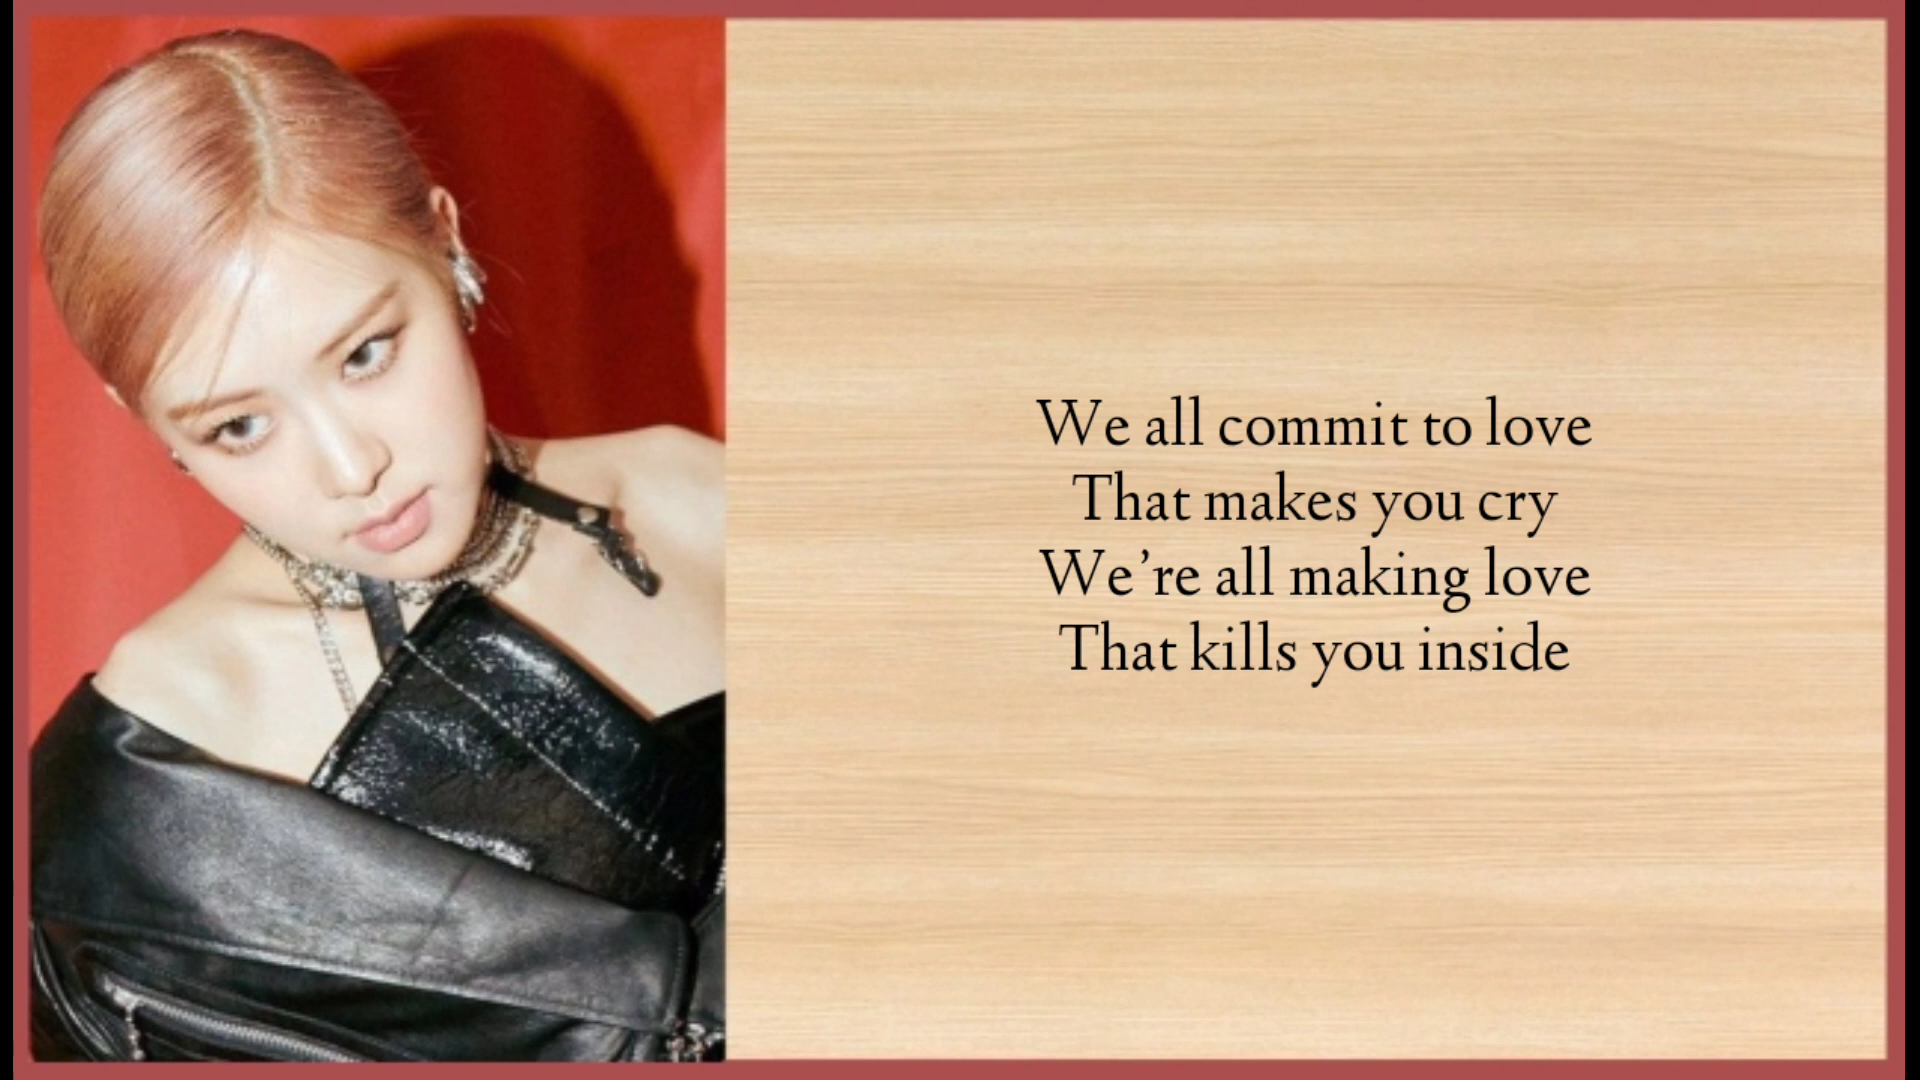 We all commit to love
That makes you cry
We’re all making love
That kills you inside